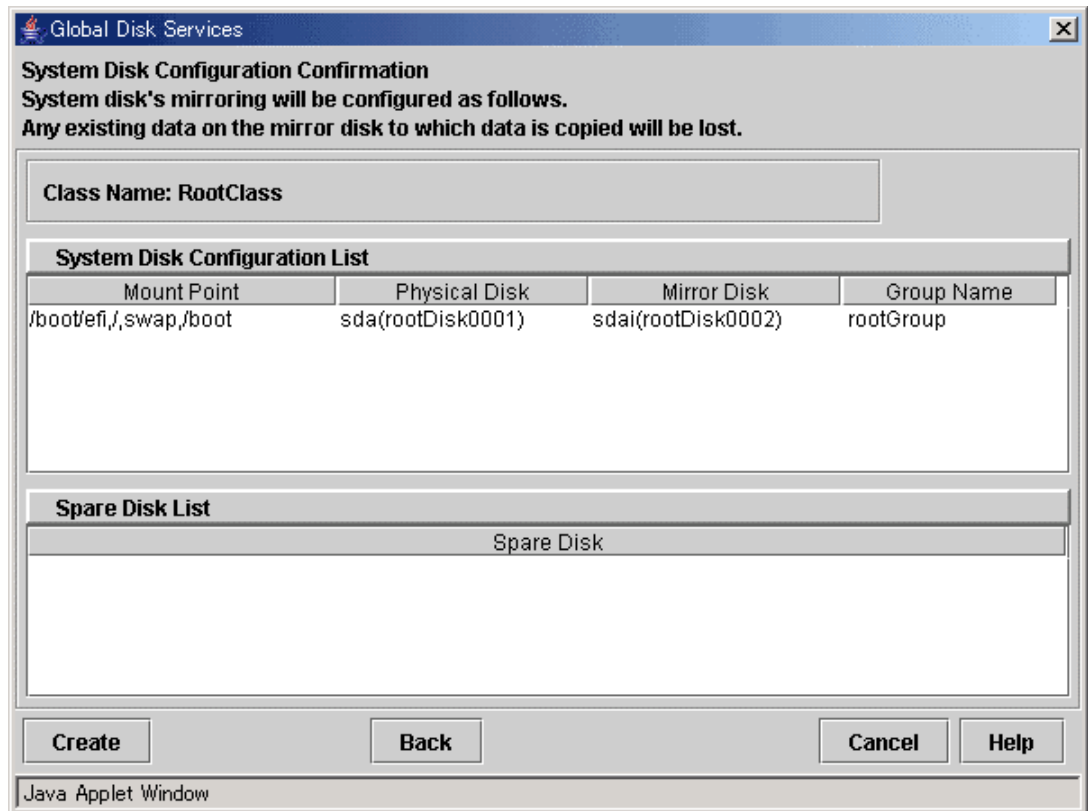 Global Disk Services
System Disk Configuration Confirmation
System disk's mirroring will be configured as follows.
Any existing data on the mirror disk to which data is copied will be lost.
Class Name: RootClass
System Disk Configuration List
Mount Point Physical Disk Mirror Disk Group Name
/boot/efi,/,swap,/boot sda(rootDisk0001) sdai(rootDisk0002) rootGroup
Spare Disk List
Spare Disk
Create Back Cancel Help
Java Applet Window